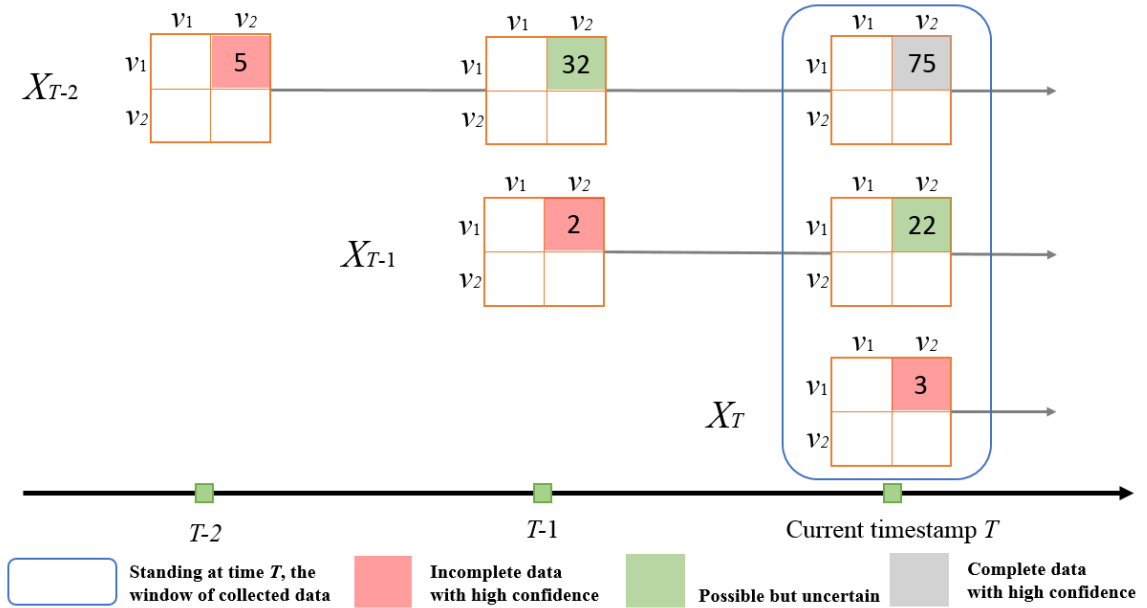 v1 v2 v1 v2 v1 v2
v1 5 v1 32 v1 75
XT-2
v2 v2 v2
v1 v2 v1 v2
v1 2 v1 22
XT-1
v2 v2
v1 v2
v1 3
XT
v2
T-2 T-1 Current timestamp T
Standing at time T, the
window of collected data
Incomplete data
with high confidence
Possible but uncertain
Complete data
with high confidence